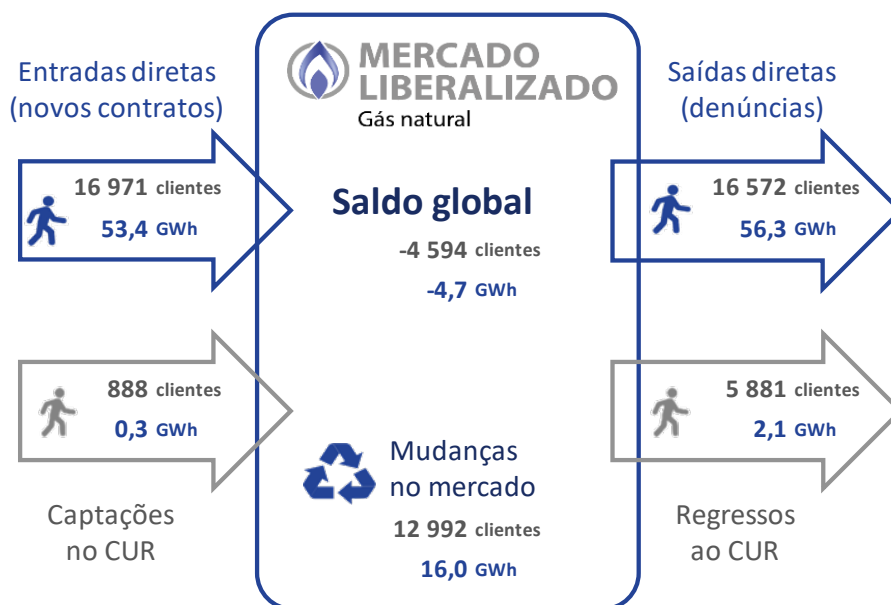 Entradas diretas
(novos contratos)
16 971 clientes
53,4 GWh
888 clientes
0,3 GWh
Captações
no CUR
MERCADO
LIBERALIZADO
Gás natural
Saldo global
-4 594 clientes
-4,7 GWh
Mudanças
no mercado
12 992 clientes
16,0 GWh
Saídas diretas
(denúncias)
16 572 clientes
56,3 GWh
5 881 clientes
2,1 GWh
Regressos
ao CUR